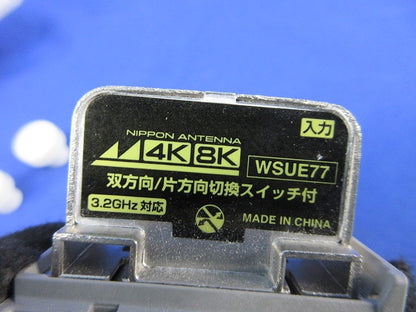 入力
NIPPON ANTENNA
4K 8K WSUE77
双方向/片方向切換スイッチ付
3.2GHz 対応
MADE IN CHINA